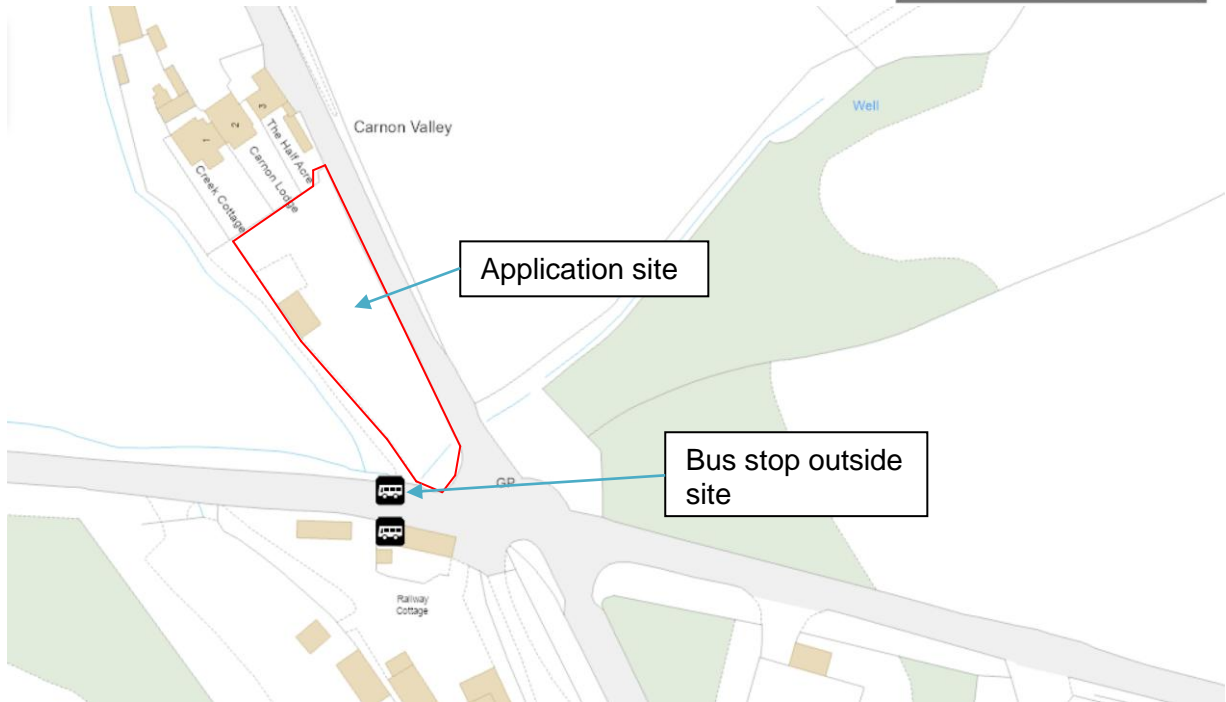 Well
Carnon Valley
3
2
1
The Half Acre
Carnon Lodge
Creek Cottage
Application site
Bus stop outside
site
GP
Railway
Cottage